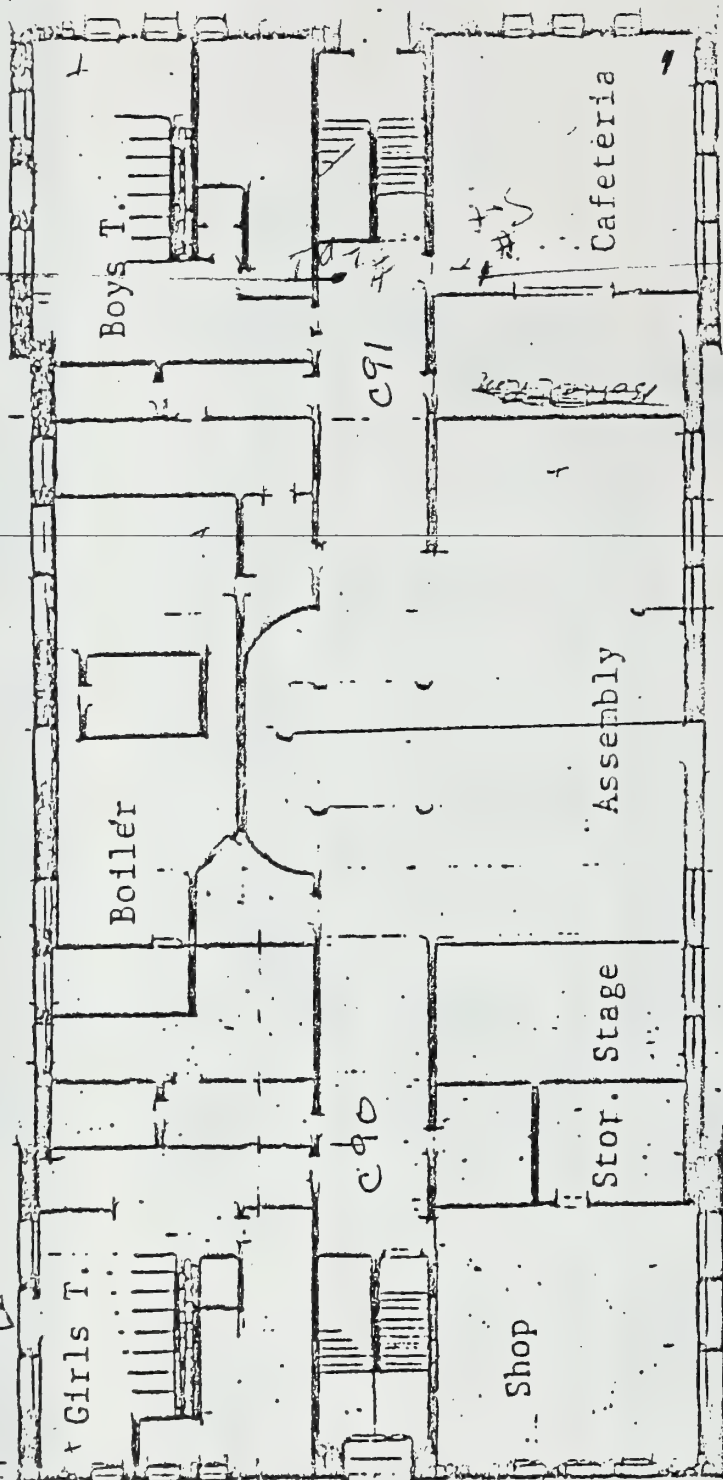 Boys T.
Boiler
Girls T.
C91
C90
Cafeteria
Assembly
Stage
Stor.
Shop